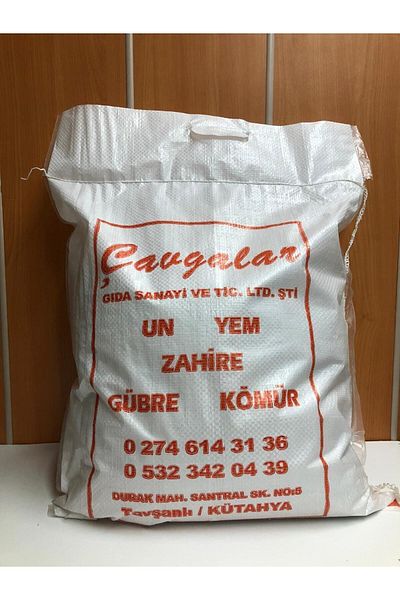 Çavgalar
GIDA SANAYİ VE TİC. LTD. ŞTİ
UN YEM
ZAHİRE
GÜBRE KÖMÜR
0 274 614 31 36
0 532 342 04 39
DURAK MAH. SANTRAL SK. NO:5
Tavşanlı / KÜTAHYA